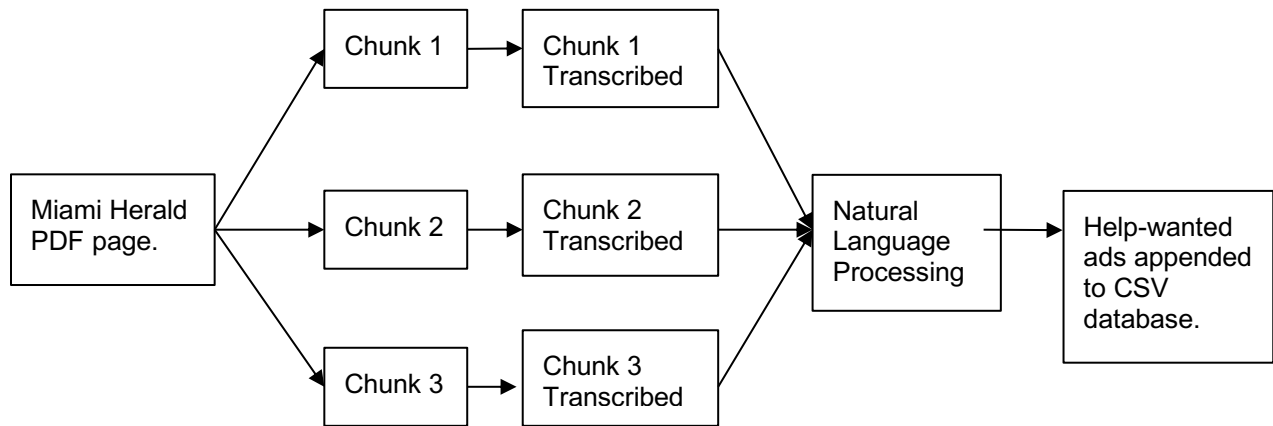 Miami Herald
PDF page.
Chunk 1
Chunk 1
Transcribed
Chunk 2
Chunk 2
Transcribed
Chunk 3
Chunk 3
Transcribed
Natural
Language
Processing
Help-wanted
ads appended
to CSV
database.